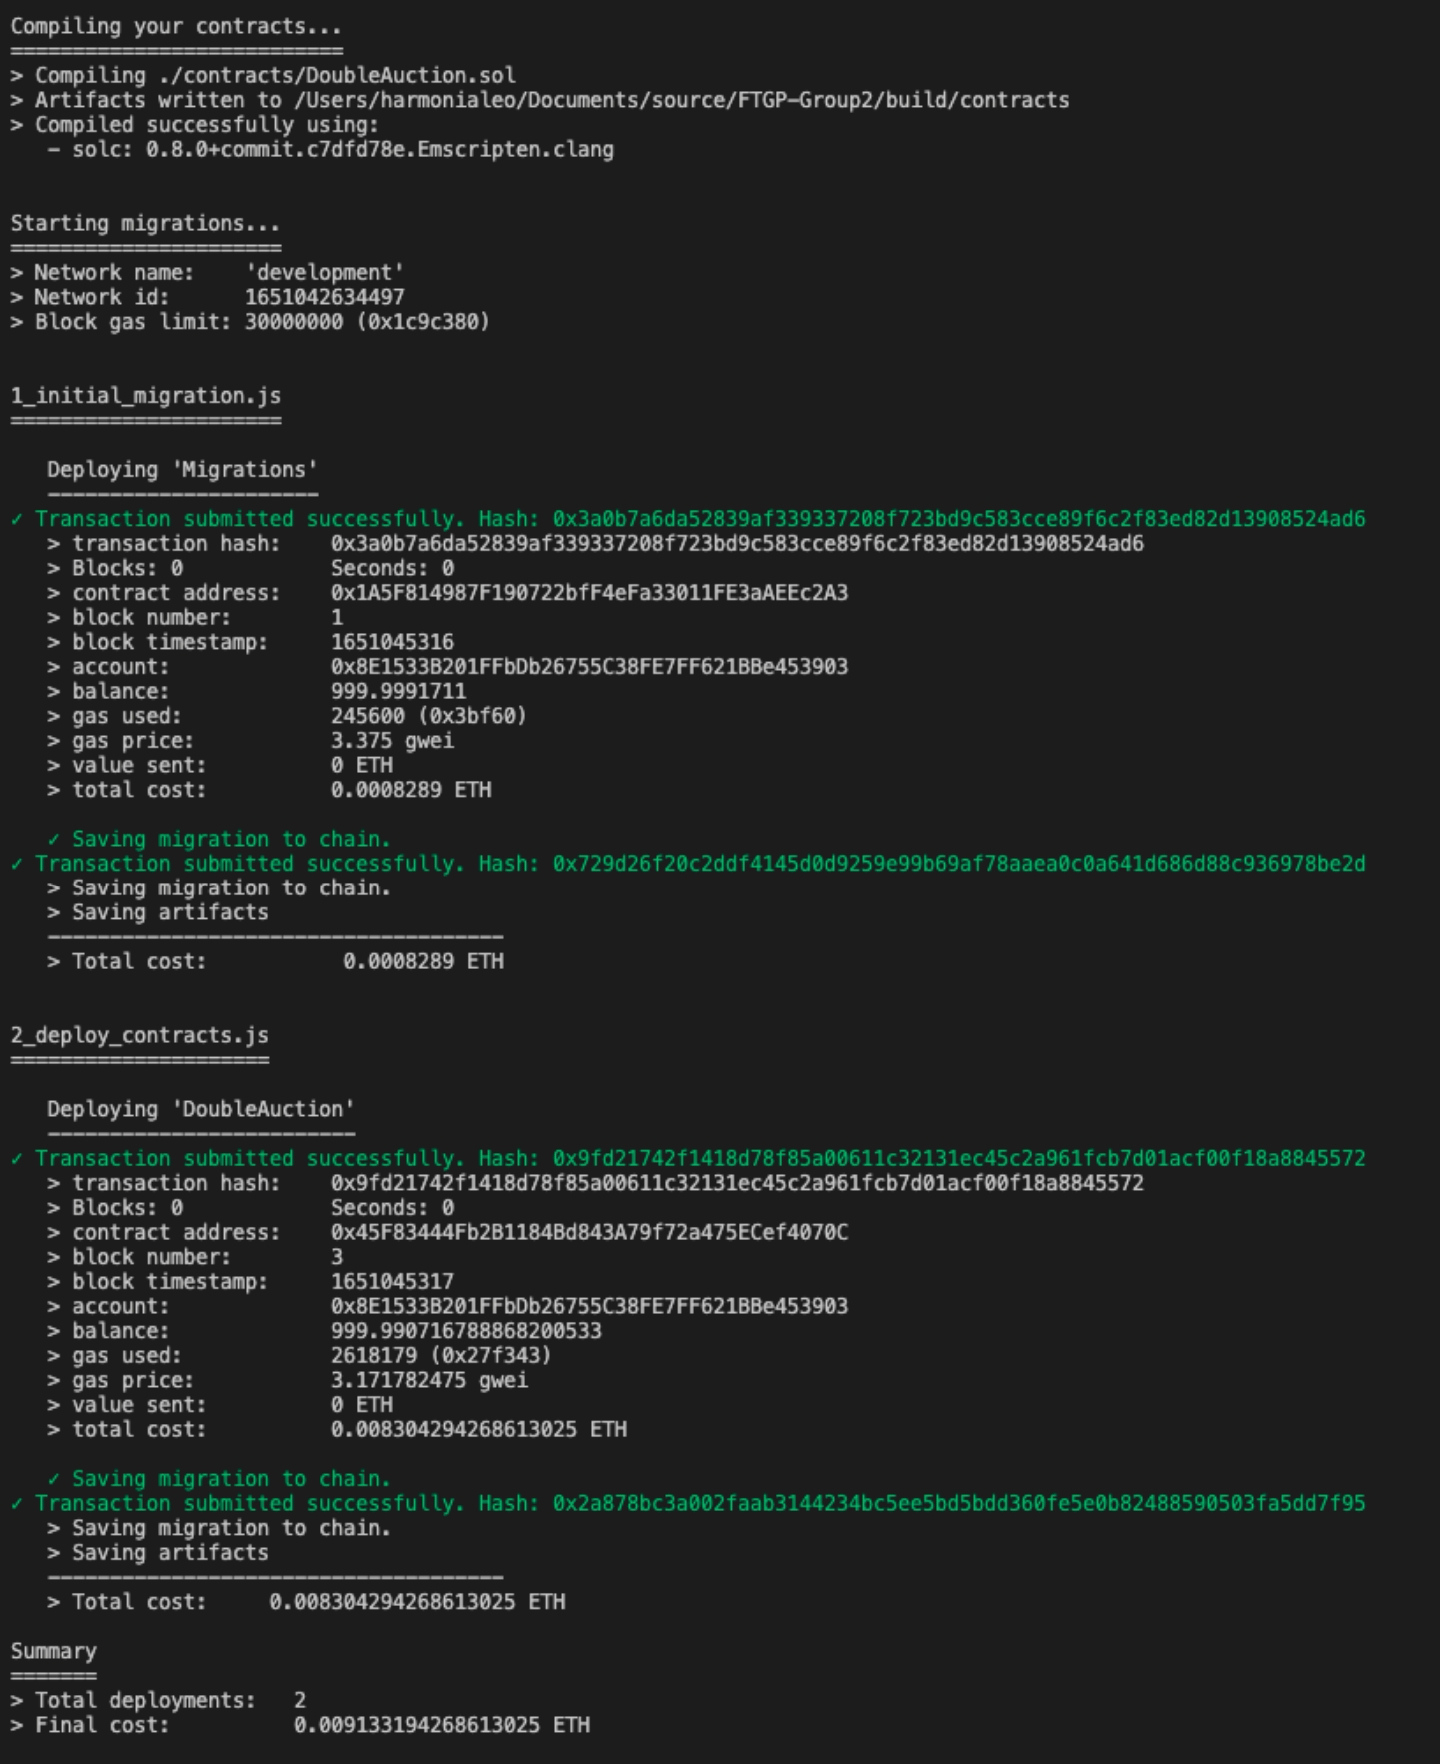 Compiling your contracts...
===========================
> Compiling ./contracts/DoubleAuction.sol
> Artifacts written to /Users/harmonialeo/Documents/source/FTGP-Group2/build/contracts
> Compiled successfully using:
   - solc: 0.8.0+commit.c7dfd78e.Emscripten.clang
Starting migrations...
======================
> Network name:    'development'
> Network id:      1651042634497
> Block gas limit: 30000000 (0x1c9c380)
1_initial_migration.js
======================
   Deploying 'Migrations'
   ----------------------
✓ Transaction submitted successfully. Hash: 0x3a0b7a6da52839af339337208f723bd9c583cce89f6c2f83ed82d13908524ad6
   > transaction hash:    0x3a0b7a6da52839af339337208f723bd9c583cce89f6c2f83ed82d13908524ad6
   > Blocks: 0            Seconds: 0
   > contract address:    0x1A5F814987F190722bfF4eFa33011FE3aAEEc2A3
   > block number:        1
   > block timestamp:     1651045316
   > account:             0x8E1533B201FFbDb26755C38FE7FF621BBe453903
   > balance:             999.9991711
   > gas used:            245600 (0x3bf60)
   > gas price:           3.375 gwei
   > value sent:          0 ETH
   > total cost:          0.0008289 ETH
   ✓ Saving migration to chain.
✓ Transaction submitted successfully. Hash: 0x729d26f20c2ddf4145d0d9259e99b69af78aaea0c0a641d686d88c936978be2d
   > Saving migration to chain.
   > Saving artifacts
   -------------------------------------
   > Total cost:           0.0008289 ETH
2_deploy_contracts.js
=====================
   Deploying 'DoubleAuction'
   -------------------------
✓ Transaction submitted successfully. Hash: 0x9fd21742f1418d78f85a00611c32131ec45c2a961fcb7d01acf00f18a8845572
   > transaction hash:    0x9fd21742f1418d78f85a00611c32131ec45c2a961fcb7d01acf00f18a8845572
   > Blocks: 0            Seconds: 0
   > contract address:    0x45F83444Fb2B1184Bd843A79f72a475ECef4070C
   > block number:        3
   > block timestamp:     1651045317
   > account:             0x8E1533B201FFbDb26755C38FE7FF621BBe453903
   > balance:             999.990716788868200533
   > gas used:            2618179 (0x27f343)
   > gas price:           3.171782475 gwei
   > value sent:          0 ETH
   > total cost:          0.008304294268613025 ETH
   ✓ Saving migration to chain.
✓ Transaction submitted successfully. Hash: 0x2a878bc3a002faab3144234bc5ee5bd5bdd360fe5e0b82488590503fa5dd7f95
   > Saving migration to chain.
   > Saving artifacts
   -------------------------------------
   > Total cost:     0.008304294268613025 ETH
Summary
=======
> Total deployments:   2
> Final cost:          0.009133194268613025 ETH